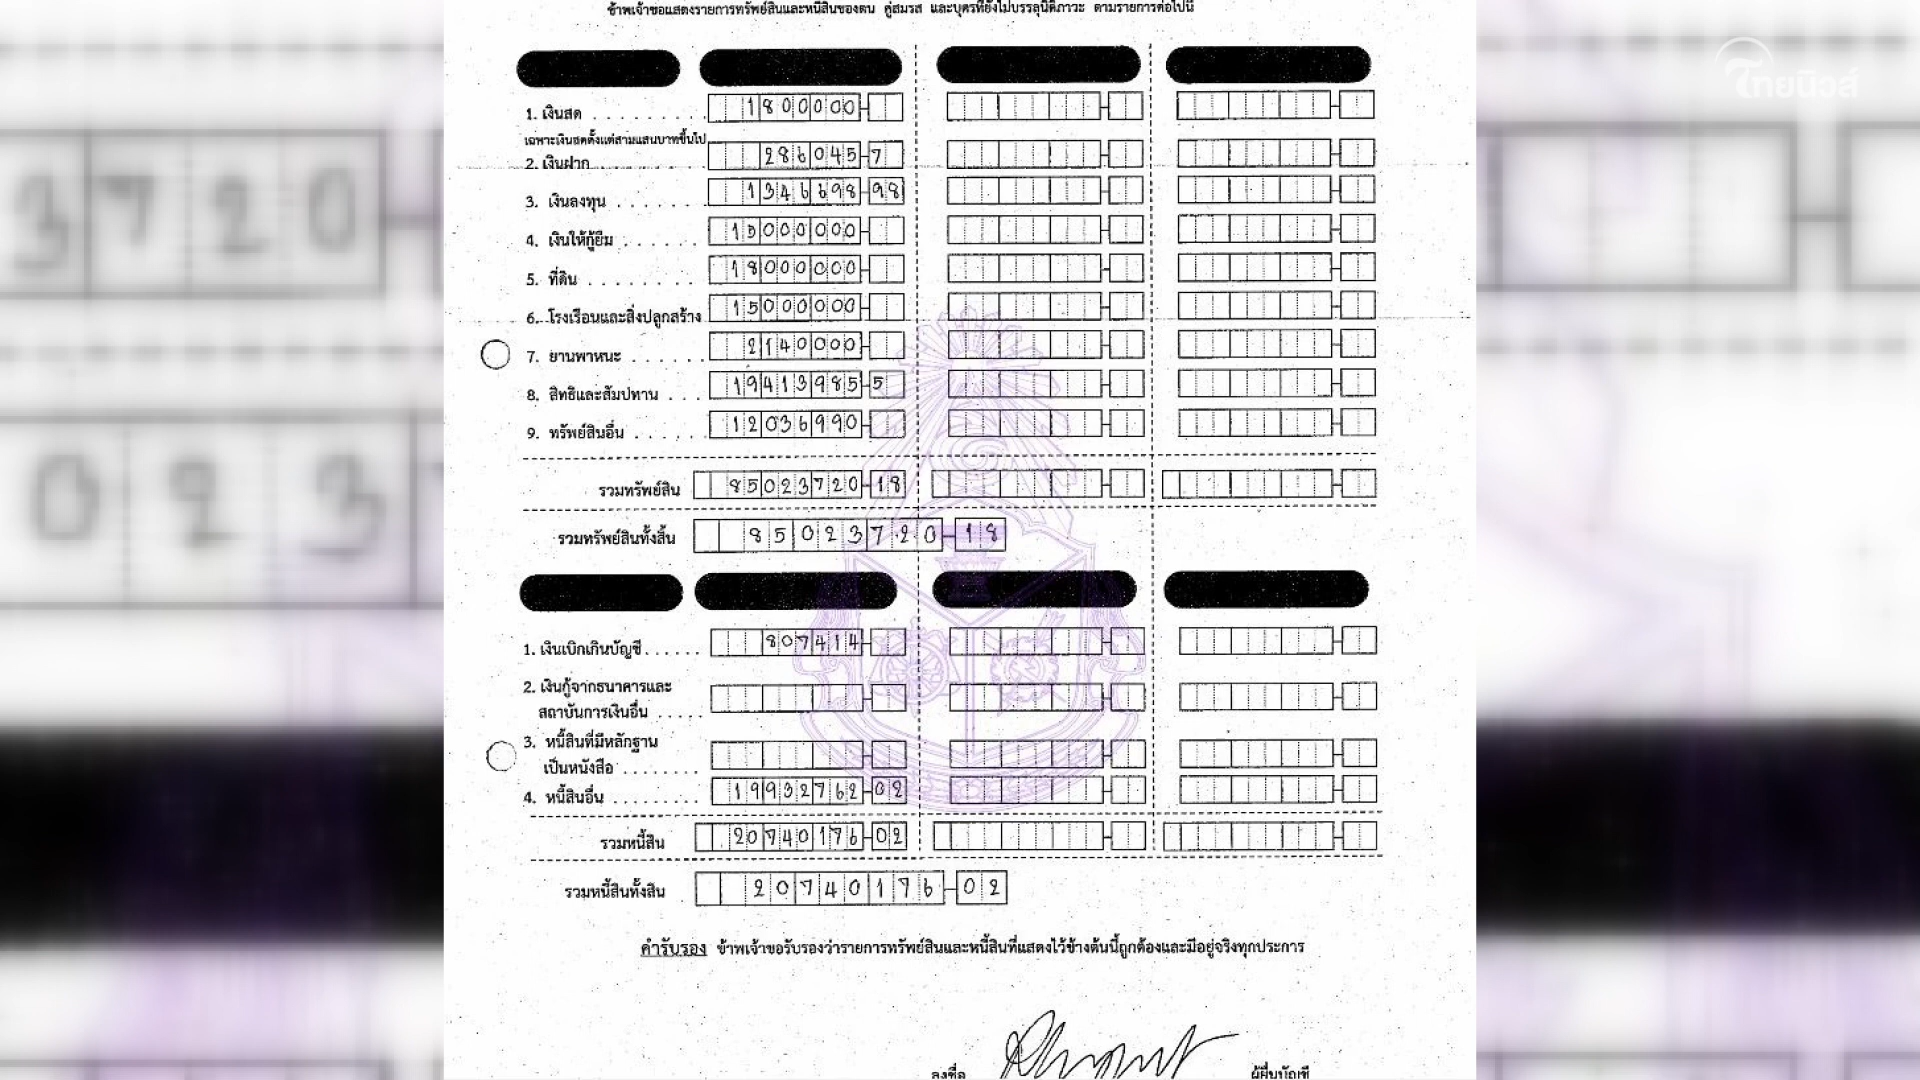 ข้าพเจ้าขอแสดงรายการทรัพย์สินและหนี้สินของตน คู่สมรส และบุตรที่ยังไม่บรรลุนิติภาวะ ตามรายการต่อไปนี้
ไทยนิวส์
1. เงินสด . . . . . . . . . 1800000-
เฉพาะเงินสดตั้งแต่สามแสนบาทขึ้นไป
2. เงินฝาก 286045-7
3. เงินลงทุน . . . . . . . 1346698-98
4. เงินให้กู้ยืม . . . . . . 15000000-
5. ที่ดิน . . . . . . . . 18000000-
6. โรงเรือนและสิ่งปลูกสร้าง 15000000-
7. ยานพาหนะ . . . . . . 2140000-
8. สิทธิและสัมปทาน . . . 19413985-5
9. ทรัพย์สินอื่น . . . . . . 12036990-
รวมทรัพย์สิน 85023720-18
รวมทรัพย์สินทั้งสิ้น 85023720-18
1. เงินเบิกเกินบัญชี . . . . . . 807414-
2. เงินกู้จากธนาคารและ
สถาบันการเงินอื่น . . . . .
3. หนี้สินที่มีหลักฐาน
เป็นหนังสือ . . . . . . . .
4. หนี้สินอื่น . . . . . . . . . 19932762-02
รวมหนี้สิน 20740176-02
รวมหนี้สินทั้งสิน 20740176-02
คำรับรอง ข้าพเจ้าขอรับรองว่ารายการทรัพย์สินและหนี้สินที่แสดงไว้ข้างต้นนี้ถูกต้องและมีอยู่จริงทุกประการ
ลงชื่อ ผู้ยื่นบัญชี
3720
023